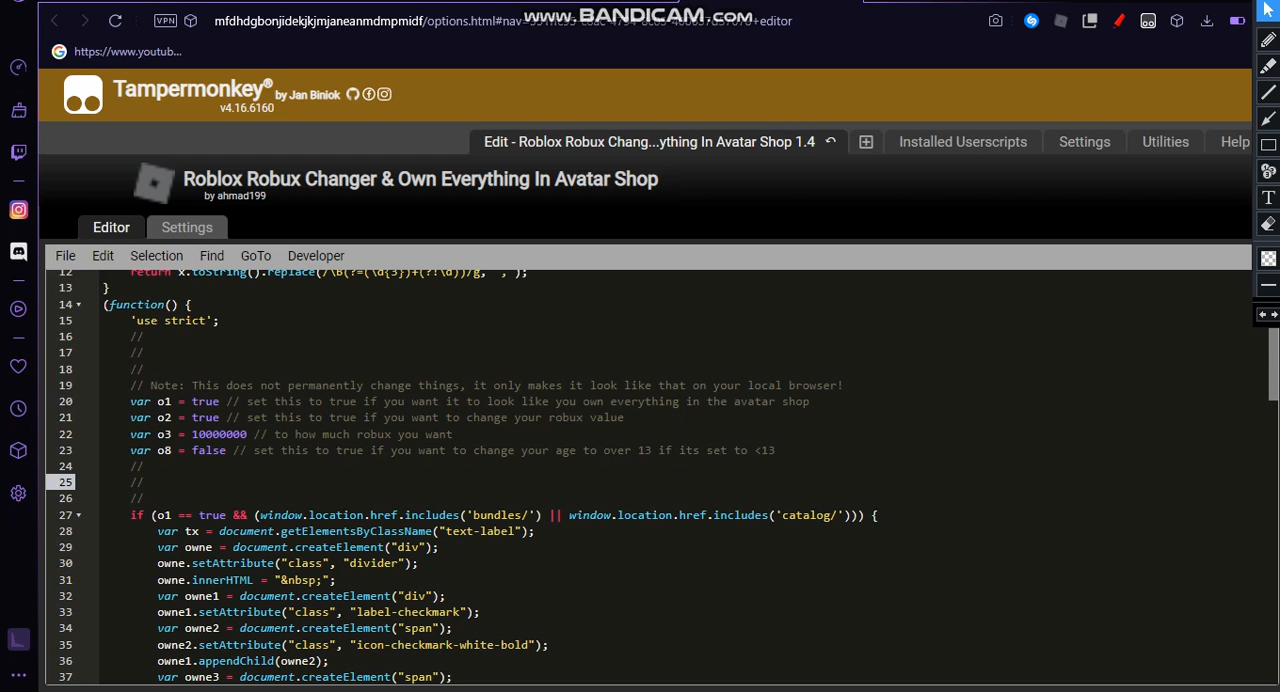 www.BANDICAM.com
VPN
mfdhdgbonjidekjkjmjaneanmdmpmidf/options.html#nav=
+editor
https://www.youtub...
Tampermonkey® by Jan Biniok
v4.16.6160
Edit - Roblox Robux Chang...ything In Avatar Shop 1.4
Installed Userscripts
Settings
Utilities
Help
Roblox Robux Changer & Own Everything In Avatar Shop
by ahmad199
Editor
Settings
File Edit Selection Find GoTo Developer
12 return x.toString().replace(/\B(?=(\d{3})+(?!\d))/g, ",");
13 }
14 (function() {
15 'use strict';
16 //
17 //
18 //
19 // Note: This does not permanently change things, it only makes it look like that on your local browser!
20 var o1 = true // set this to true if you want it to look like you own everything in the avatar shop
21 var o2 = true // set this to true if you want to change your robux value
22 var o3 = 10000000 // to how much robux you want
23 var o8 = false // set this to true if you want to change your age to over 13 if its set to <13
24 //
25 //
26 //
27 if (o1 == true && (window.location.href.includes('bundles/') || window.location.href.includes('catalog/'))) {
28 var tx = document.getElementsByClassName("text-label");
29 var owne = document.createElement("div");
30 owne.setAttribute("class", "divider");
31 owne.innerHTML = "&nbsp;";
32 var owne1 = document.createElement("div");
33 owne1.setAttribute("class", "label-checkmark");
34 var owne2 = document.createElement("span");
35 owne2.setAttribute("class", "icon-checkmark-white-bold");
36 owne1.appendChild(owne2);
37 var owne3 = document.createElement("span");